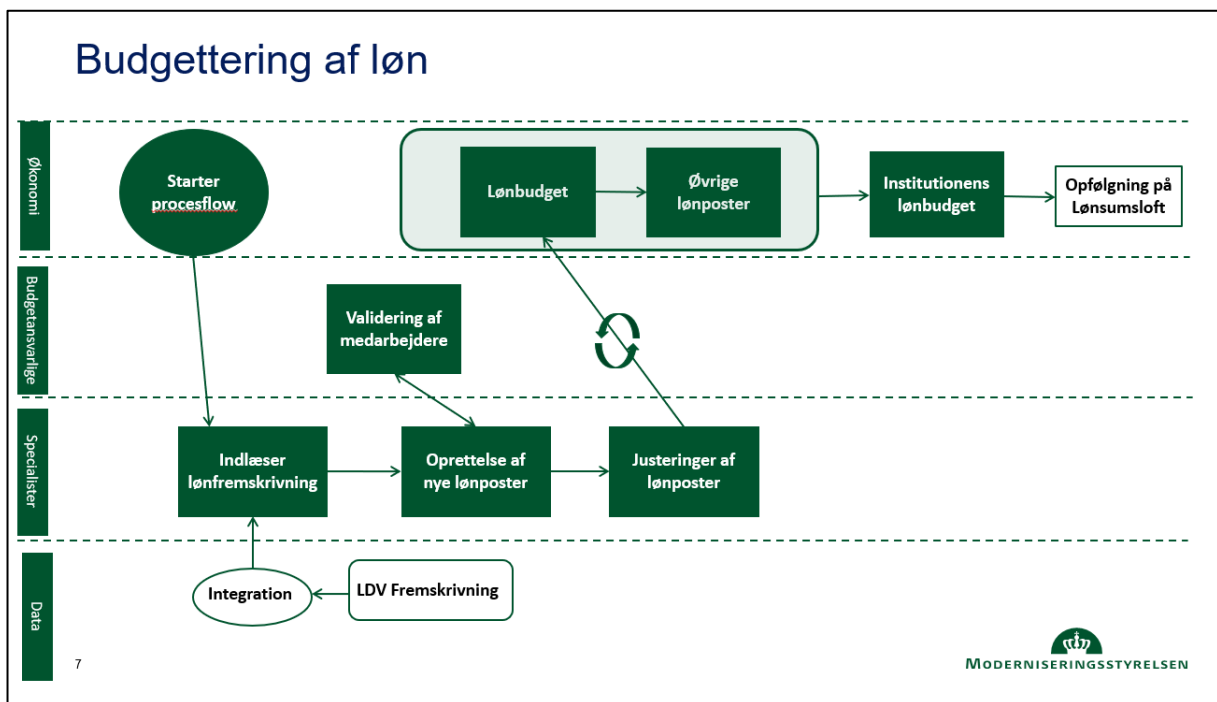 Budgettering af løn
Økonomi
Starter
procesflow
Lønbudget
Øvrige
lønposter
Institutionens
lønbudget
Opfølgning på
Lønsumsloft
Budgetansvarlige
Validering af
medarbejdere
Specialister
Indlæser
lønfremskrivning
Oprettelse af
nye lønposter
Justeringer af
lønposter
Data
Integration
LDV Fremskrivning
7
MODERNISERINGSSTYRELSEN